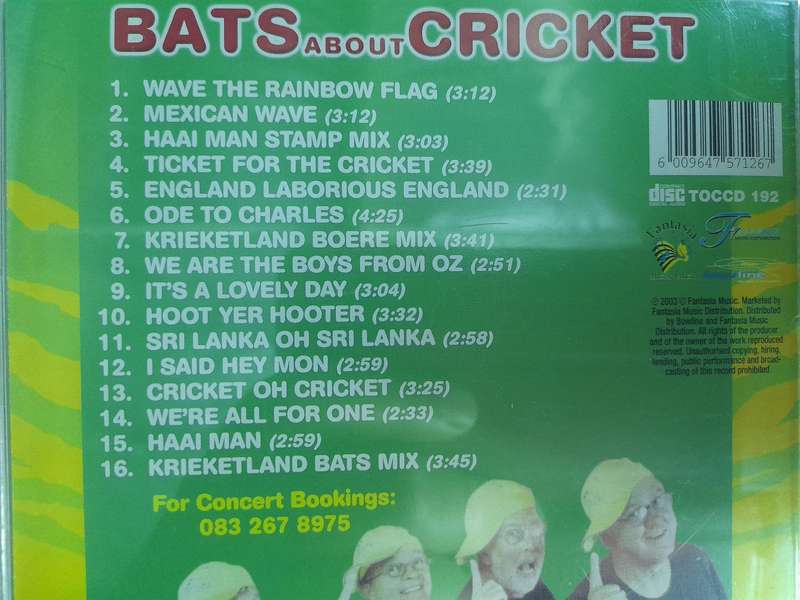 BATS ABOUT CRICKET
1. WAVE THE RAINBOW FLAG (3:12)
2. MEXICAN WAVE (3:12)
3. HAAI MAN STAMP MIX (3:03)
4. TICKET FOR THE CRICKET (3:39)
5. ENGLAND LABORIOUS ENGLAND (2:31)
6. ODE TO CHARLES (4:25)
7. KRIEKETLAND BOERE MIX (3:41)
8. WE ARE THE BOYS FROM OZ (2:51)
9. IT'S A LOVELY DAY (3:04)
10. HOOT YER HOOTER (3:32)
11. SRI LANKA OH SRI LANKA (2:58)
12. I SAID HEY MON (2:59)
13. CRICKET OH CRICKET (3:25)
14. WE'RE ALL FOR ONE (2:33)
15. HAAI MAN (2:59)
16. KRIEKETLAND BATS MIX (3:45)
For Concert Bookings:
083 267 8975
6 009647 571267
disc TOCCD 192
Fantasia
℗ 2003 © Fantasia Music. Marketed by
Fantasia Music Distribution. Distributed
by Bowline and Fantasia Music
Distribution. All rights of the producer
and of the owner of the work reproduced
reserved. Unauthorised copying, hiring,
lending, public performance and broad-
casting of this record prohibited.